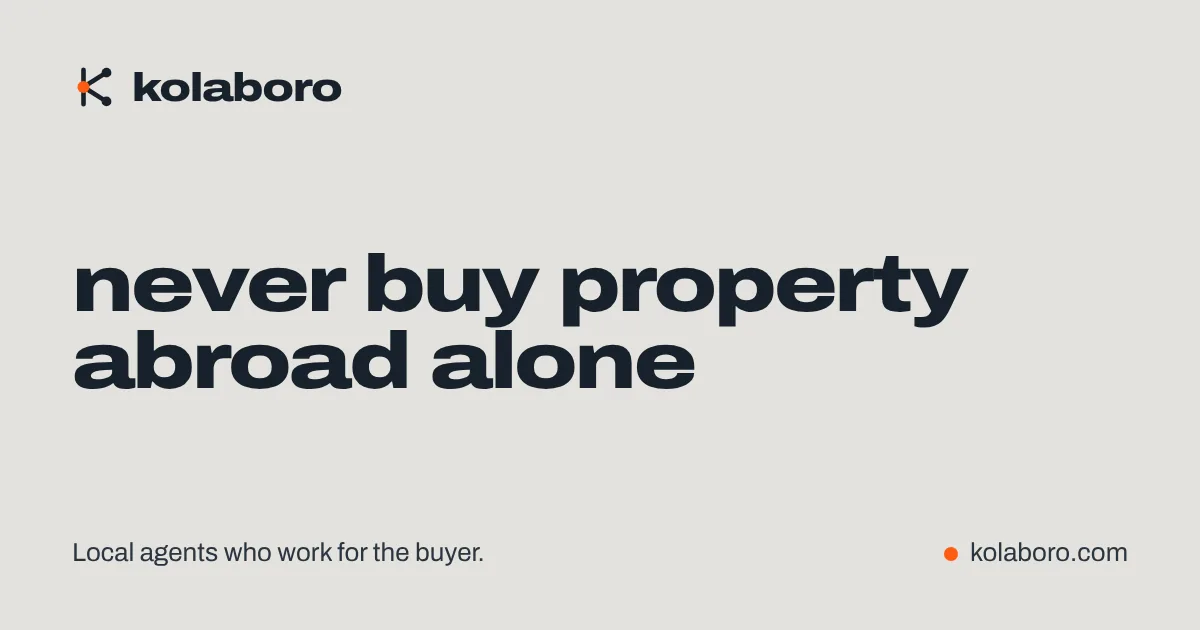 kolaboro
never buy property
abroad alone
Local agents who work for the buyer.
kolaboro.com